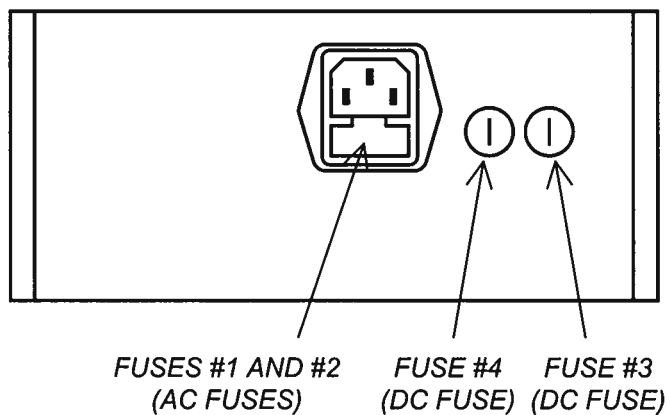 FUSES #1 AND #2
(AC FUSES)
FUSE #4
(DC FUSE)
FUSE #3
(DC FUSE)